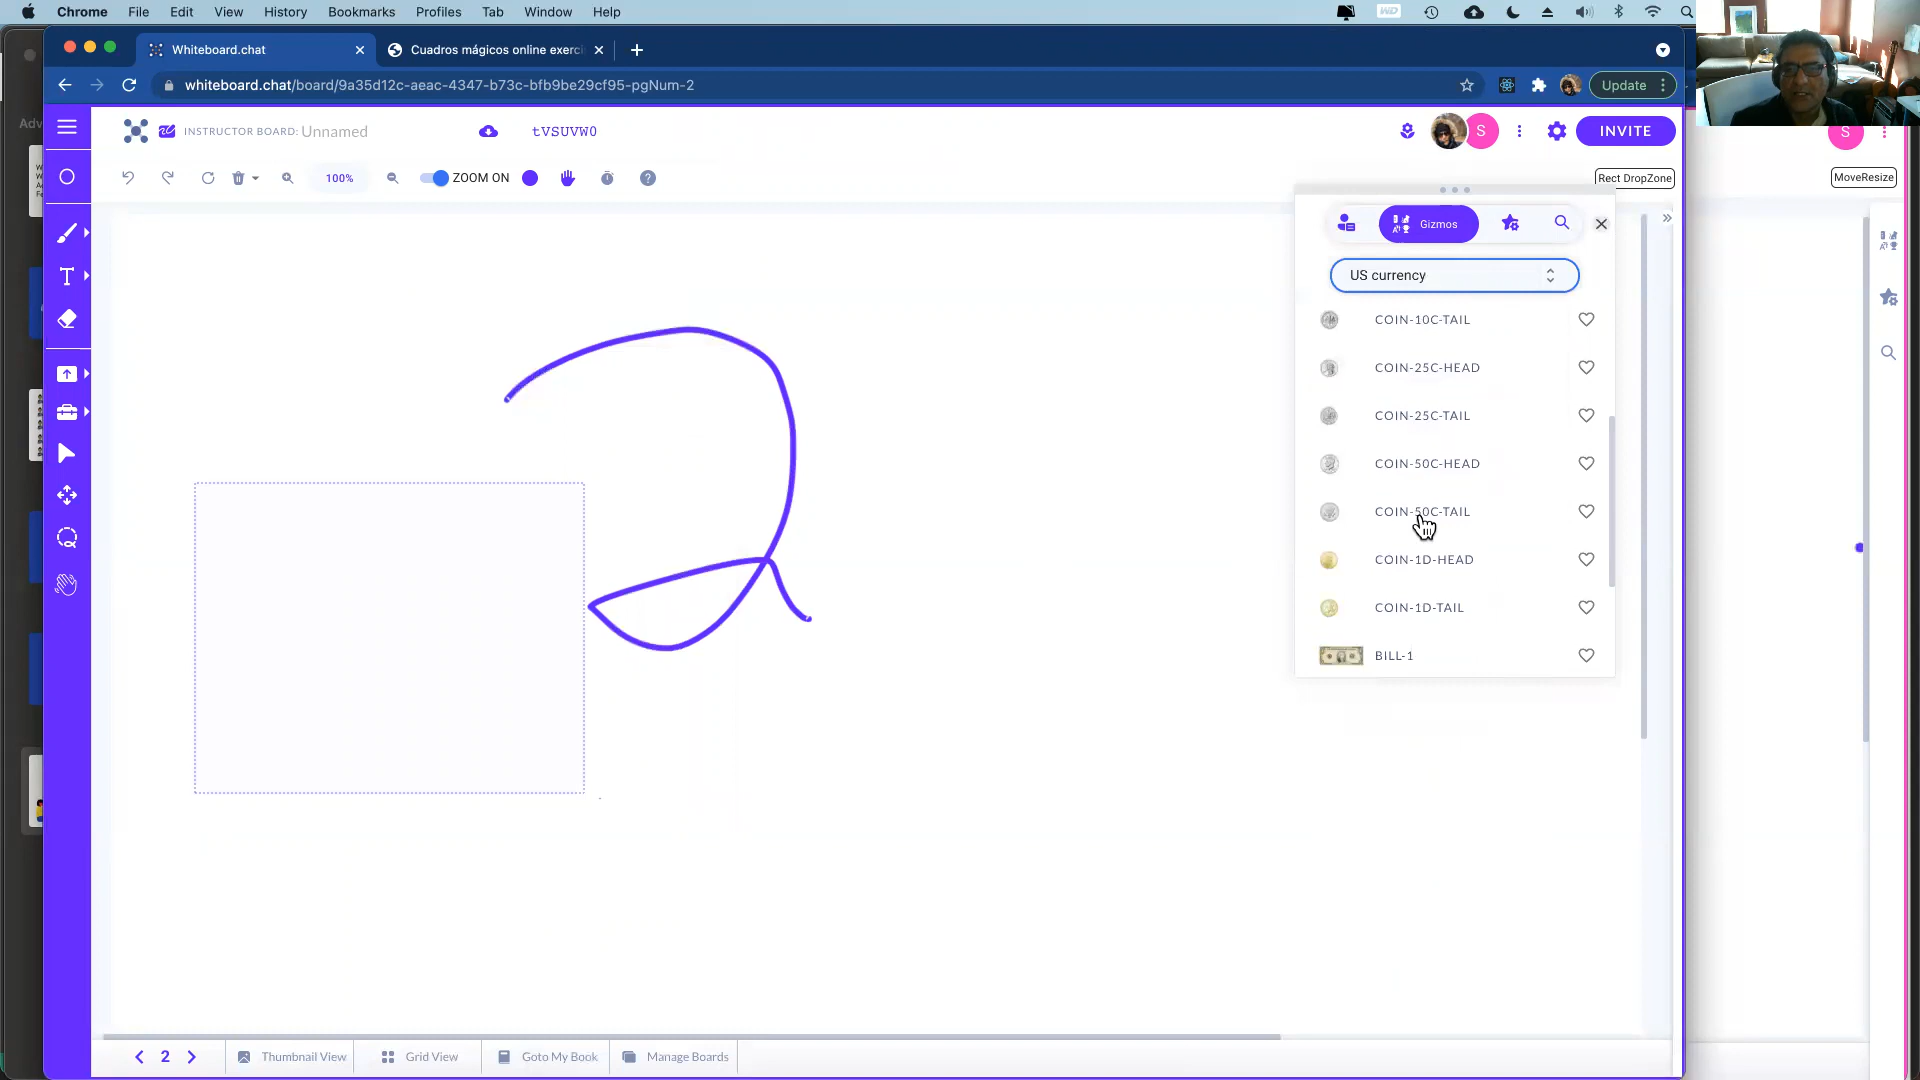 Chrome File Edit View History Bookmarks Profiles Tab Window Help
Whiteboard.chat
Cuadros mágicos online exerci
whiteboard.chat/board/9a35d12c-aeac-4347-b73c-bfb9be29cf95-pgNum-2
Update
INSTRUCTOR BOARD: Unnamed
tVSUVW0
S
INVITE
S
100%
ZOOM ON
Rect DropZone
MoveResize
Gizmos
US currency
COIN-10C-TAIL
COIN-25C-HEAD
COIN-25C-TAIL
COIN-50C-HEAD
COIN-50C-TAIL
COIN-1D-HEAD
COIN-1D-TAIL
BILL-1
2
Thumbnail View
Grid View
Goto My Book
Manage Boards